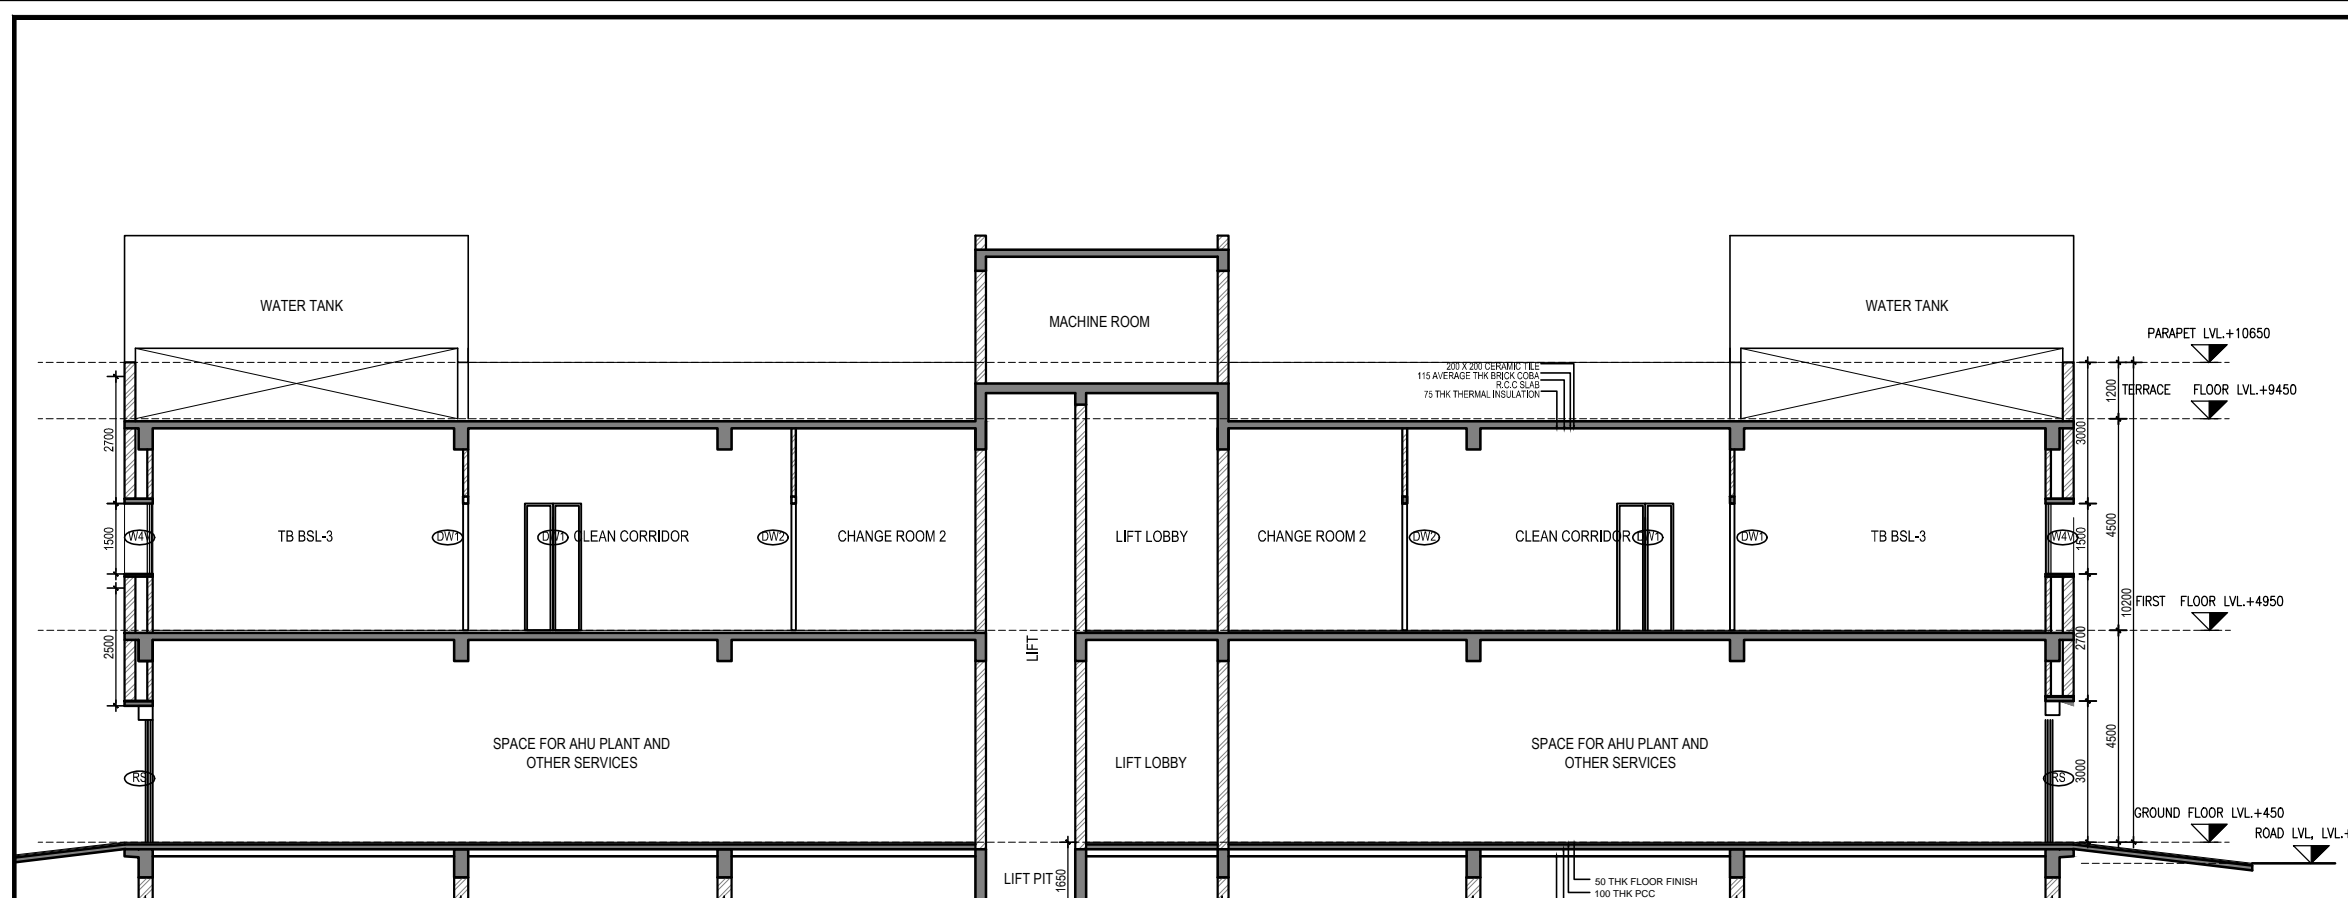 WATER TANK
WATER TANK
MACHINE ROOM
PARAPET LVL.+10650
200 X 200 CERAMIC TILE
115 AVERAGE THK BRICK COBA
R.C.C SLAB
75 THK THERMAL INSULATION
1200
TERRACE FLOOR LVL.+9450
2700
3000
W4V
1500
TB BSL-3
DW1
DW1
CLEAN CORRIDOR
DW2
CHANGE ROOM 2
LIFT LOBBY
CHANGE ROOM 2
DW2
CLEAN CORRIDOR
DW1
DW1
TB BSL-3
W4V
1500
4500
10200
FIRST FLOOR LVL.+4950
2500
LIFT
2700
SPACE FOR AHU PLANT AND
OTHER SERVICES
LIFT LOBBY
SPACE FOR AHU PLANT AND
OTHER SERVICES
4500
RS
RS
3000
GROUND FLOOR LVL.+450
ROAD LVL, LVL.+
LIFT PIT
1650
50 THK FLOOR FINISH
100 THK PCC